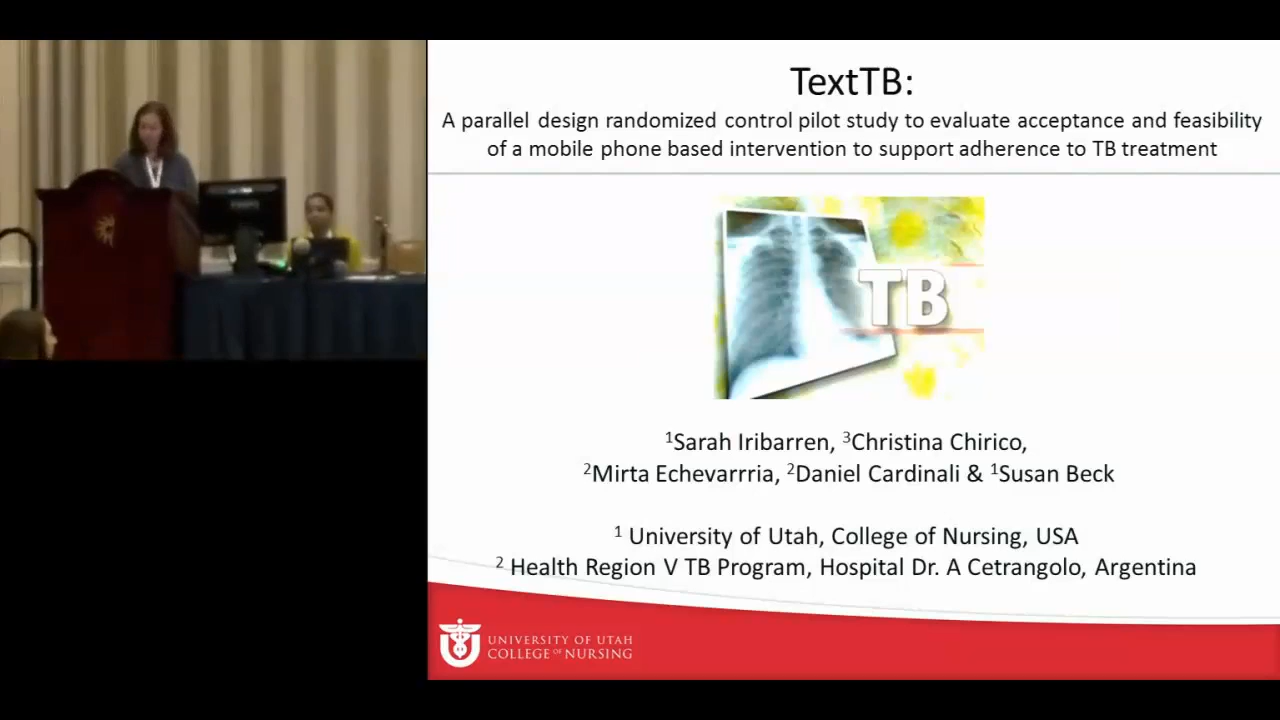 TextTB:
A parallel design randomized control pilot study to evaluate acceptance and feasibility
of a mobile phone based intervention to support adherence to TB treatment
TB
¹Sarah Iribarren, ³Christina Chirico,
²Mirta Echevarrria, ²Daniel Cardinali & ¹Susan Beck
¹ University of Utah, College of Nursing, USA
² Health Region V TB Program, Hospital Dr. A Cetrangolo, Argentina
UNIVERSITY OF UTAH
COLLEGE OF NURSING